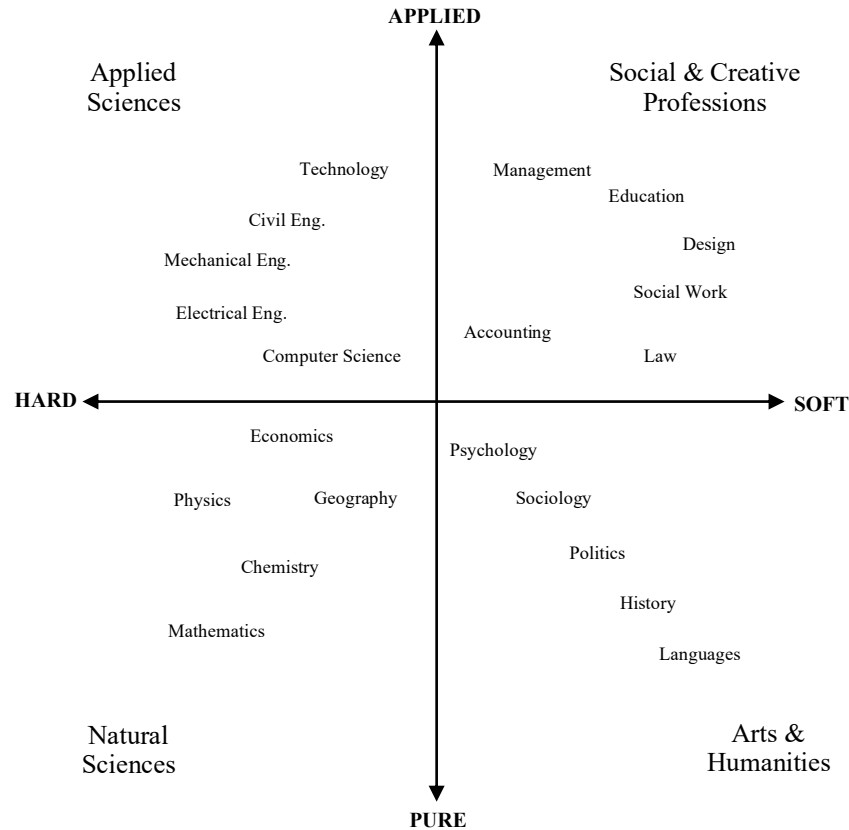 APPLIED
Applied
Sciences
Social & Creative
Professions
Technology
Management
Education
Civil Eng.
Design
Mechanical Eng.
Social Work
Electrical Eng.
Accounting
Computer Science
Law
HARD
SOFT
Economics
Psychology
Physics
Geography
Sociology
Politics
Chemistry
History
Mathematics
Languages
Natural
Sciences
Arts &
Humanities
PURE